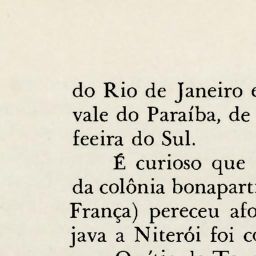 do Rio de Janeiro e
vale do Paraíba, de
feeira do Sul.
É curioso que
da colônia bonaparti
França) pereceu afo
java a Niterói foi co